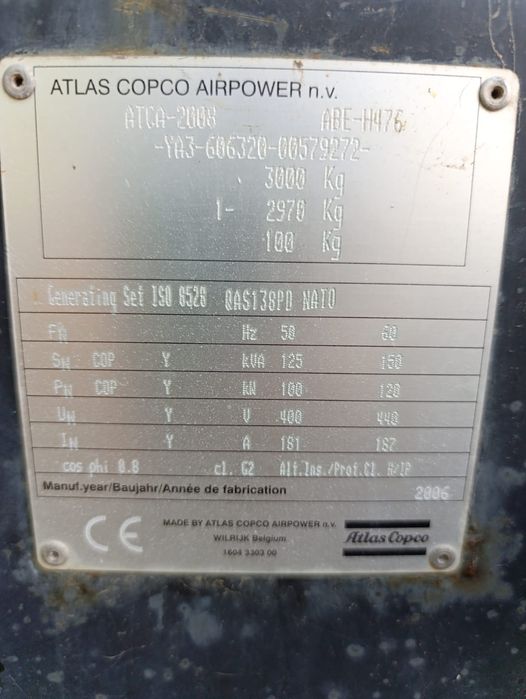 ATLAS COPCO AIRPOWER n.v.
ATCA-2008 ABE-H476
-YA3-606320-00579272-
3000 Kg
1- 2970 Kg
100 Kg
Generating Set ISO 8528 QAS138PD NATO
FN Hz 50 60
SN COP Y kVA 125 150
PN COP Y kW 100 120
UN Y V 400 440
IN Y A 181 187
cos phi 0.8 cl. G2 Alt.Ins./Prot.Cl. H/IP
Manuf.year/Baujahr/Année de fabrication 2006
CE
MADE BY ATLAS COPCO AIRPOWER n.v.
WILRIJK Belgium
1604 3303 00
Atlas Copco